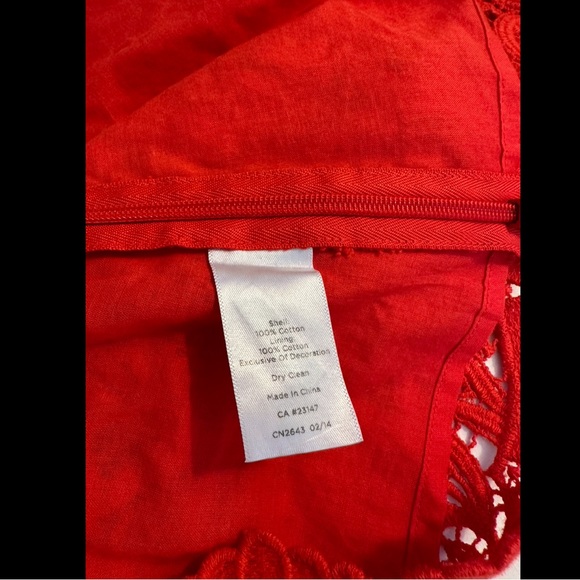 Shell:
100% Cotton
Lining:
100% Cotton
Exclusive Of Decoration
Dry Clean
Made in China
CA #23147
CN2643 02/14